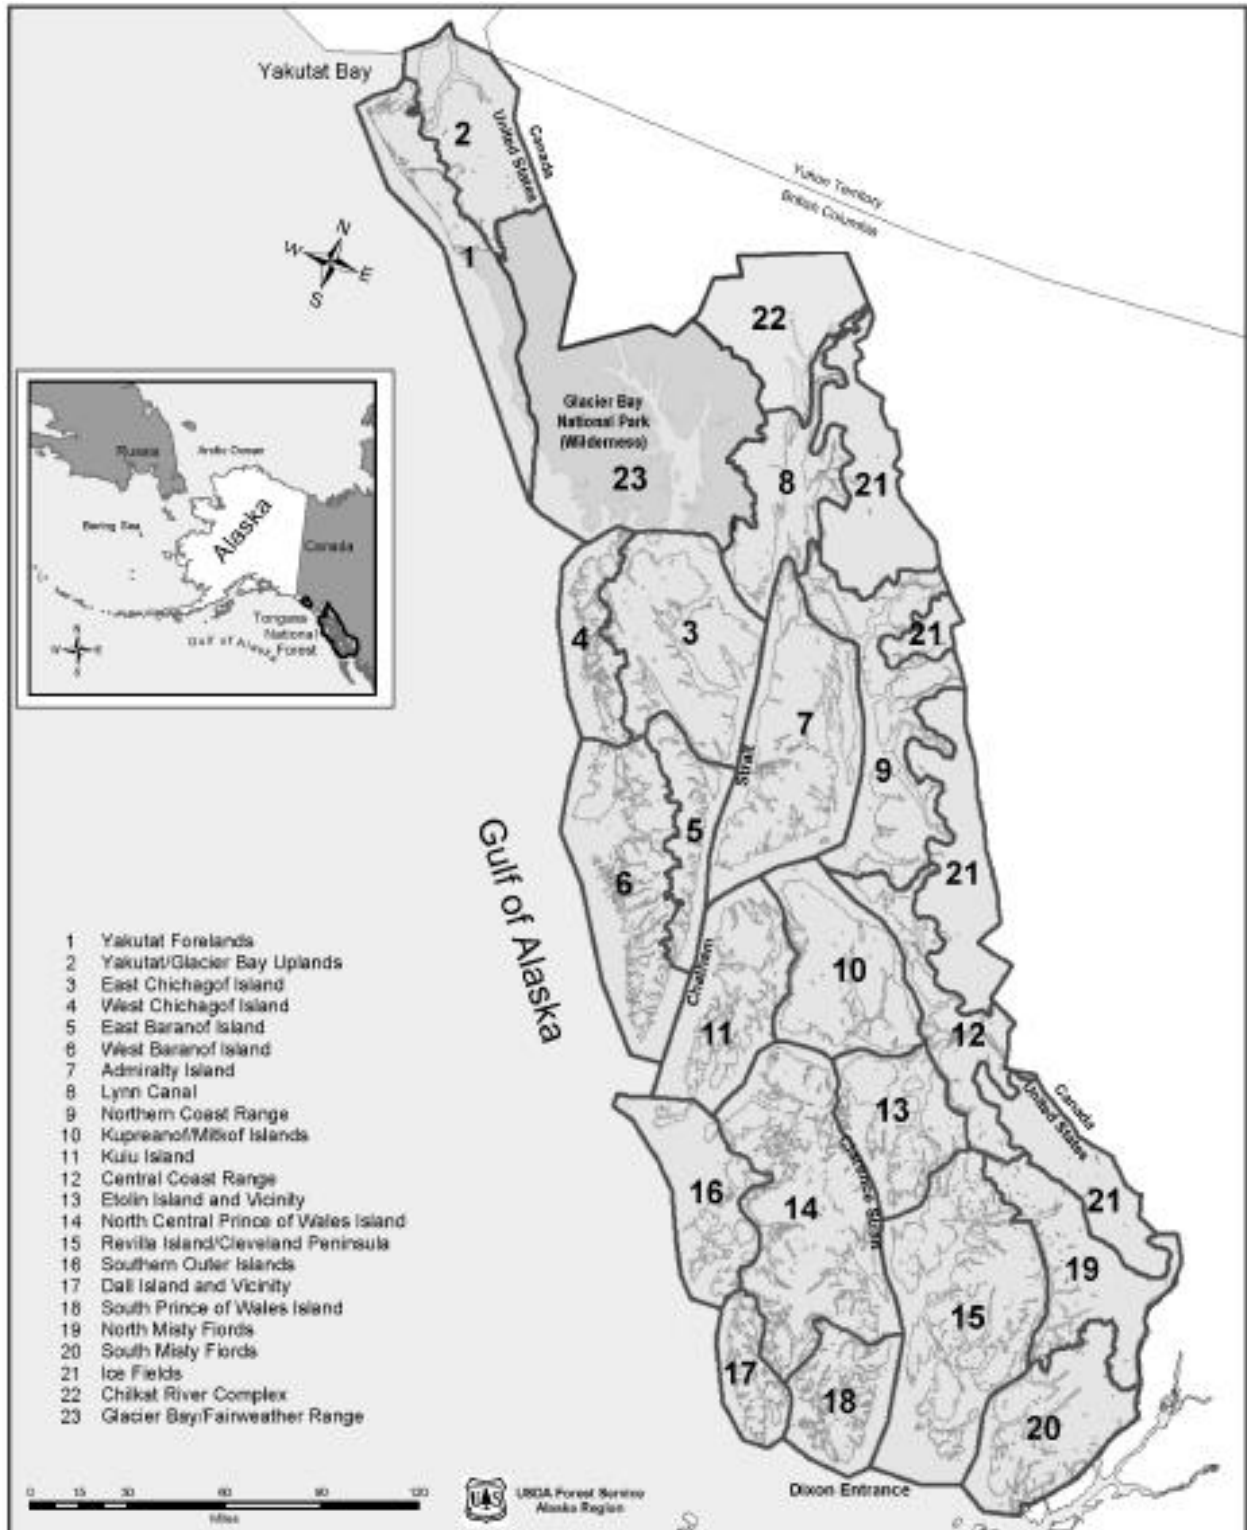 Yakutat Bay
2
Canada
United States
Yukon Territory
British Columbia
N
W
E
S
1
22
Glacier Bay
National Park
(Wilderness)
23
8
21
Russia
Arctic Ocean
Bering Sea
Alaska
Canada
Tongass
National
Forest
Gulf of Alaska
N
W
E
S
4
3
21
7
Strait
9
5
6
21
Gulf of Alaska
Chatham
10
11
12
Canada
United States
13
Clarence Strait
16
14
21
19
15
17
18
20
Dixon Entrance
1 Yakutat Forelands
2 Yakutat/Glacier Bay Uplands
3 East Chichagof Island
4 West Chichagof Island
5 East Baranof Island
6 West Baranof Island
7 Admiralty Island
8 Lynn Canal
9 Northern Coast Range
10 Kupreanof/Mitkof Islands
11 Kuiu Island
12 Central Coast Range
13 Etolin Island and Vicinity
14 North Central Prince of Wales Island
15 Revilla Island/Cleveland Peninsula
16 Southern Outer Islands
17 Dall Island and Vicinity
18 South Prince of Wales Island
19 North Misty Fiords
20 South Misty Fiords
21 Ice Fields
22 Chilkat River Complex
23 Glacier Bay/Fairweather Range
0 15 30 60 90 120
Miles
US
USDA Forest Service
Alaska Region